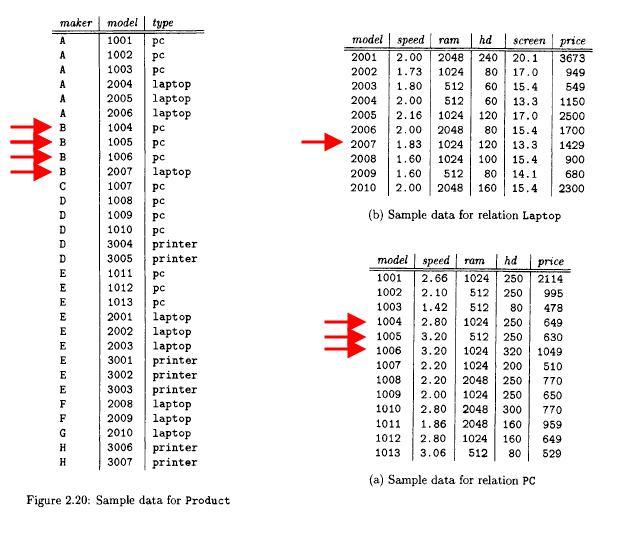 maker model type
A 1001 pc
A 1002 pc
A 1003 pc
A 2004 laptop
A 2005 laptop
A 2006 laptop
B 1004 pc
B 1005 pc
B 1006 pc
B 2007 laptop
C 1007 pc
D 1008 pc
D 1009 pc
D 1010 pc
D 3004 printer
D 3005 printer
E 1011 pc
E 1012 pc
E 1013 pc
E 2001 laptop
E 2002 laptop
E 2003 laptop
E 3001 printer
E 3002 printer
E 3003 printer
F 2008 laptop
F 2009 laptop
G 2010 laptop
H 3006 printer
H 3007 printer
Figure 2.20: Sample data for Product
model speed ram hd screen price
2001 2.00 2048 240 20.1 3673
2002 1.73 1024 80 17.0 949
2003 1.80 512 60 15.4 549
2004 2.00 512 60 13.3 1150
2005 2.16 1024 120 17.0 2500
2006 2.00 2048 80 15.4 1700
2007 1.83 1024 120 13.3 1429
2008 1.60 1024 100 15.4 900
2009 1.60 512 80 14.1 680
2010 2.00 2048 160 15.4 2300
(b) Sample data for relation Laptop
model speed ram hd price
1001 2.66 1024 250 2114
1002 2.10 512 250 995
1003 1.42 512 80 478
1004 2.80 1024 250 649
1005 3.20 512 250 630
1006 3.20 1024 320 1049
1007 2.20 1024 200 510
1008 2.20 2048 250 770
1009 2.00 1024 250 650
1010 2.80 2048 300 770
1011 1.86 2048 160 959
1012 2.80 1024 160 649
1013 3.06 512 80 529
(a) Sample data for relation PC